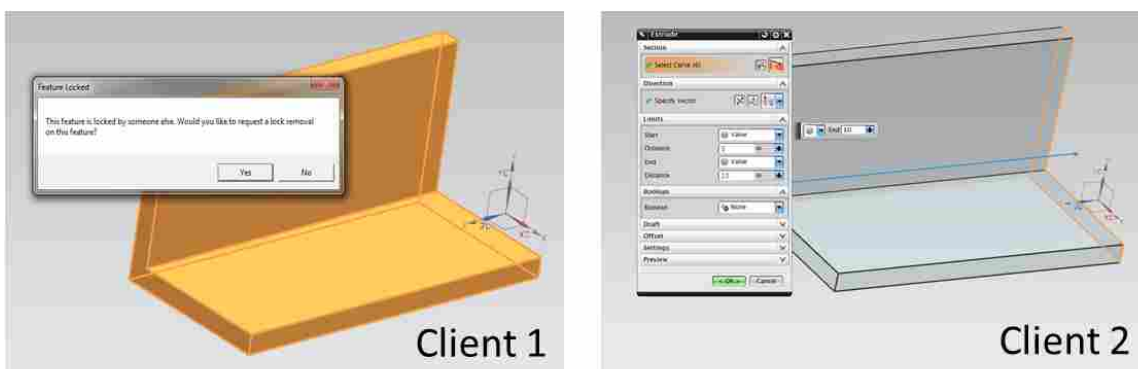 Feature Locked
This feature is locked by someone else. Would you like to request a lock removal
on this feature?
Yes
No
Client 1
Extrude
Section
Select Curve
Direction
Specify Vector
Limits
Start
Value
Distance
End
Value
Distance
Boolean
Boolean
None
Draft
Offset
Settings
Preview
OK
Cancel
End 10
YC
XC
Client 2